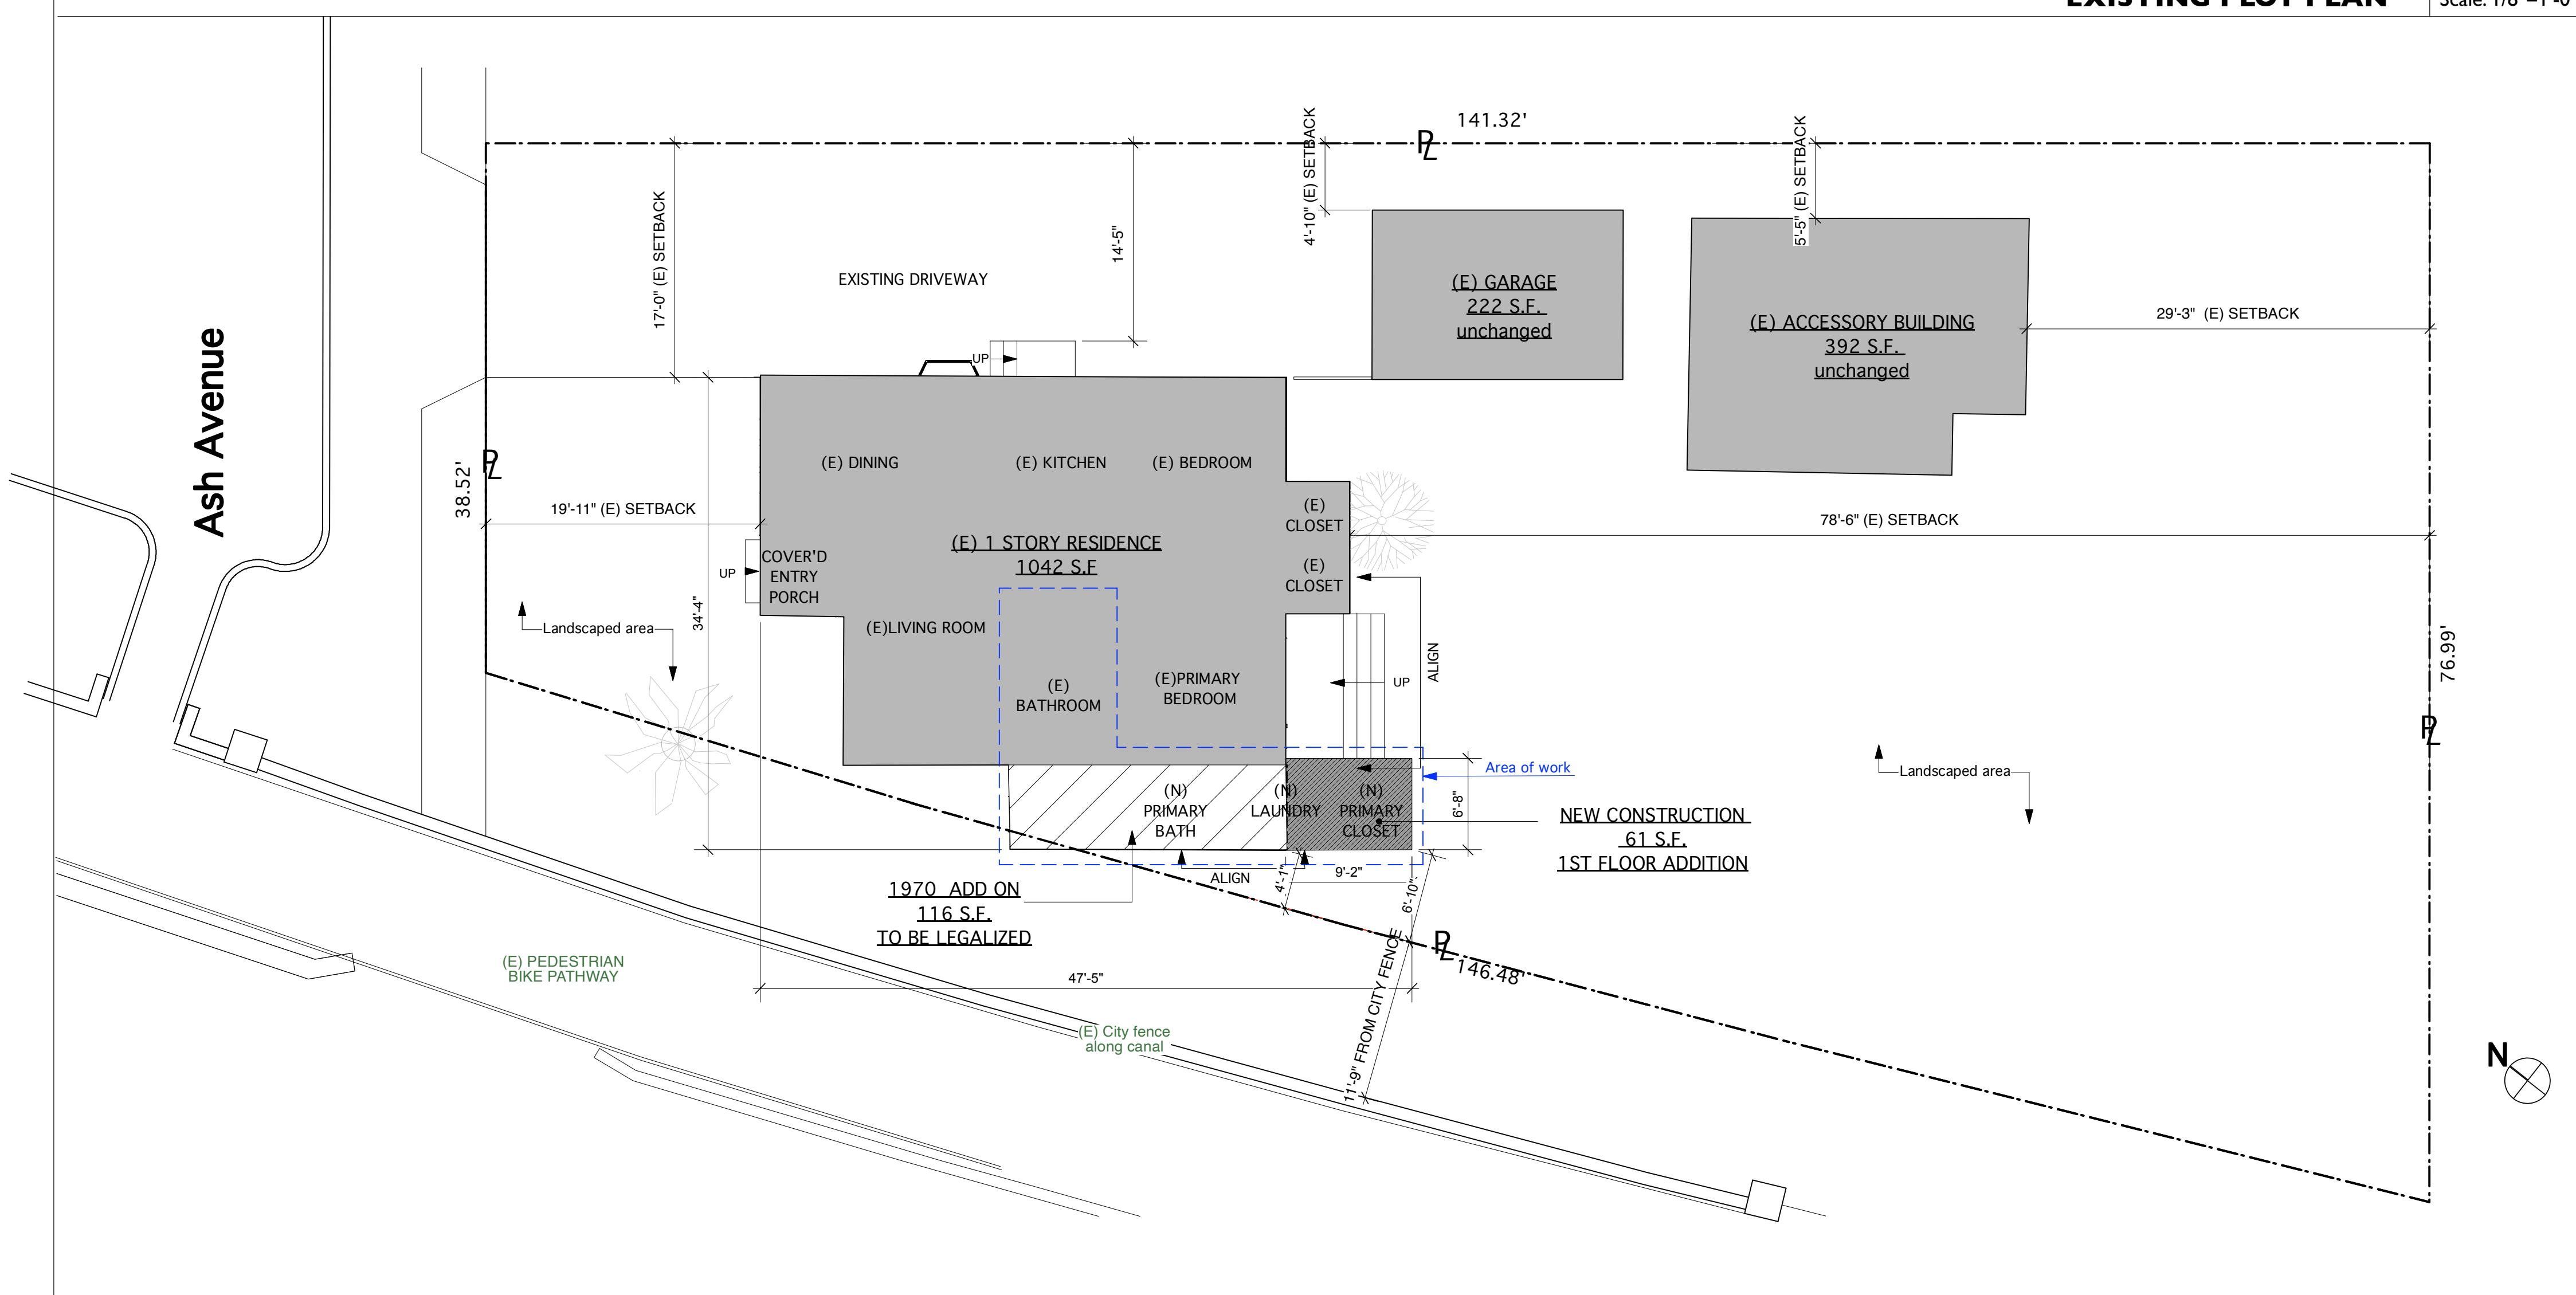 EXISTING PLOT PLAN
Scale: 1/8"=1'-0"
141.32'
P
L
4'-10" (E) SETBACK
5'-5" (E) SETBACK
17'-0" (E) SETBACK
14'-5"
EXISTING DRIVEWAY
(E) GARAGE
222 S.F.
unchanged
(E) ACCESSORY BUILDING
392 S.F.
unchanged
29'-3" (E) SETBACK
UP
Ash Avenue
38.52'
P
L
(E) DINING
(E) KITCHEN
(E) BEDROOM
19'-11" (E) SETBACK
(E)
CLOSET
78'-6" (E) SETBACK
(E) 1 STORY RESIDENCE
1042 S.F
COVER'D
ENTRY
PORCH
UP
(E)
CLOSET
34'-4"
Landscaped area
(E)LIVING ROOM
ALIGN
76.99'
(E)
BATHROOM
(E)PRIMARY
BEDROOM
UP
P
L
Area of work
Landscaped area
(N)
PRIMARY
BATH
(N)
LAUNDRY
(N)
PRIMARY
CLOSET
6'-8"
NEW CONSTRUCTION
61 S.F.
1ST FLOOR ADDITION
ALIGN
4'-1"
9'-2"
6'-10"
1970 ADD ON
116 S.F.
TO BE LEGALIZED
P
L
146.48'
(E) PEDESTRIAN
BIKE PATHWAY
47'-5"
11'-9" FROM CITY FENCE
(E) City fence
along canal
N